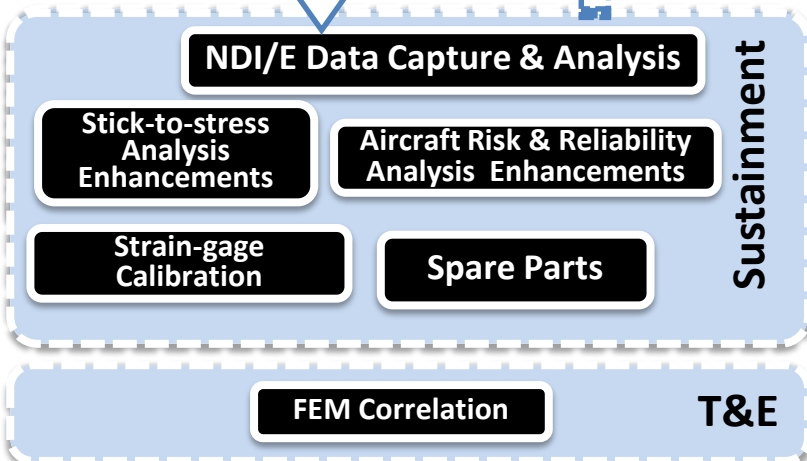 NDI/E Data Capture & Analysis
Stick-to-stress
Analysis
Enhancements
Aircraft Risk & Reliability
Analysis Enhancements
Strain-gage
Calibration
Spare Parts
Sustainment
FEM Correlation
T&E